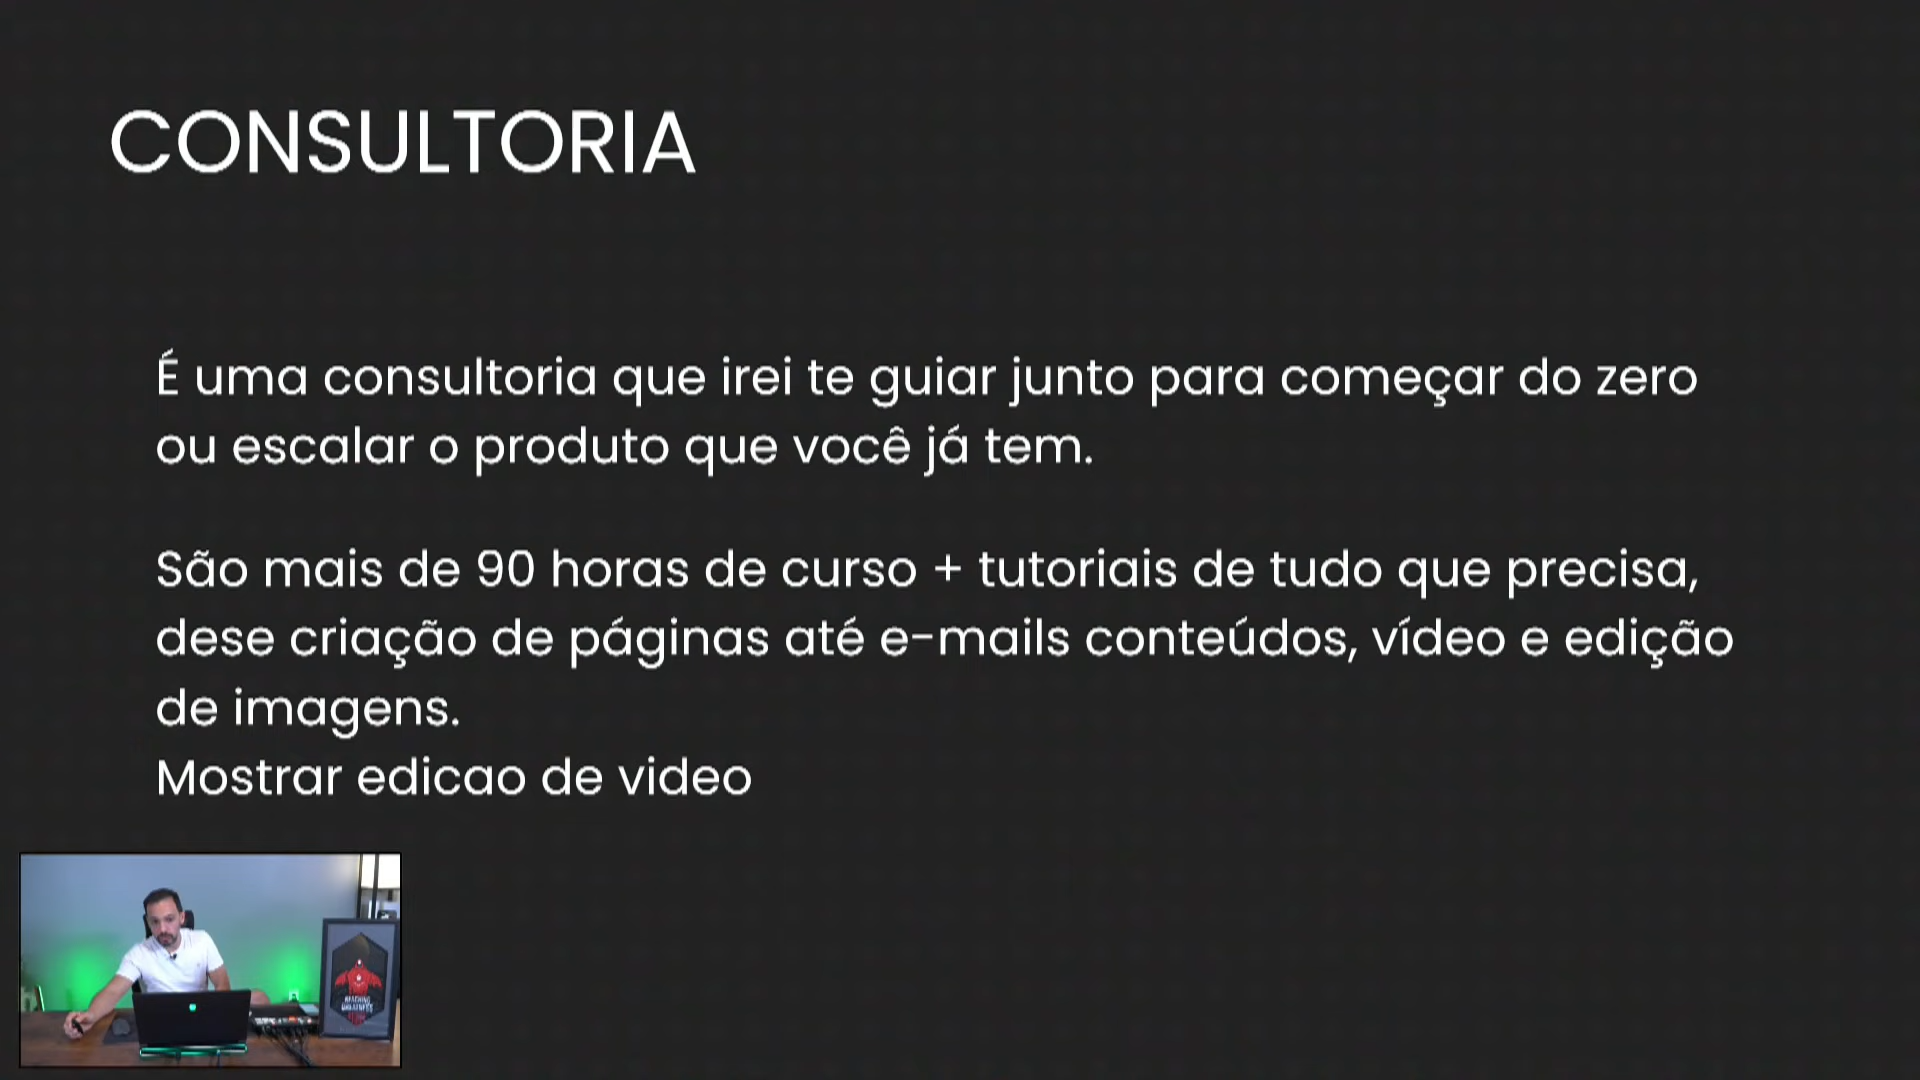 CONSULTORIA
É uma consultoria que irei te guiar junto para começar do zero
ou escalar o produto que você já tem.
São mais de 90 horas de curso + tutoriais de tudo que precisa,
dese criação de páginas até e-mails conteúdos, vídeo e edição
de imagens.
Mostrar edicao de video
REACHING
GREATNESS